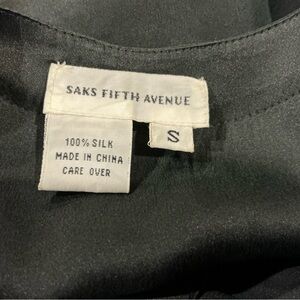 SAKS FIFTH AVENUE
S
100% SILK
MADE IN CHINA
CARE OVER